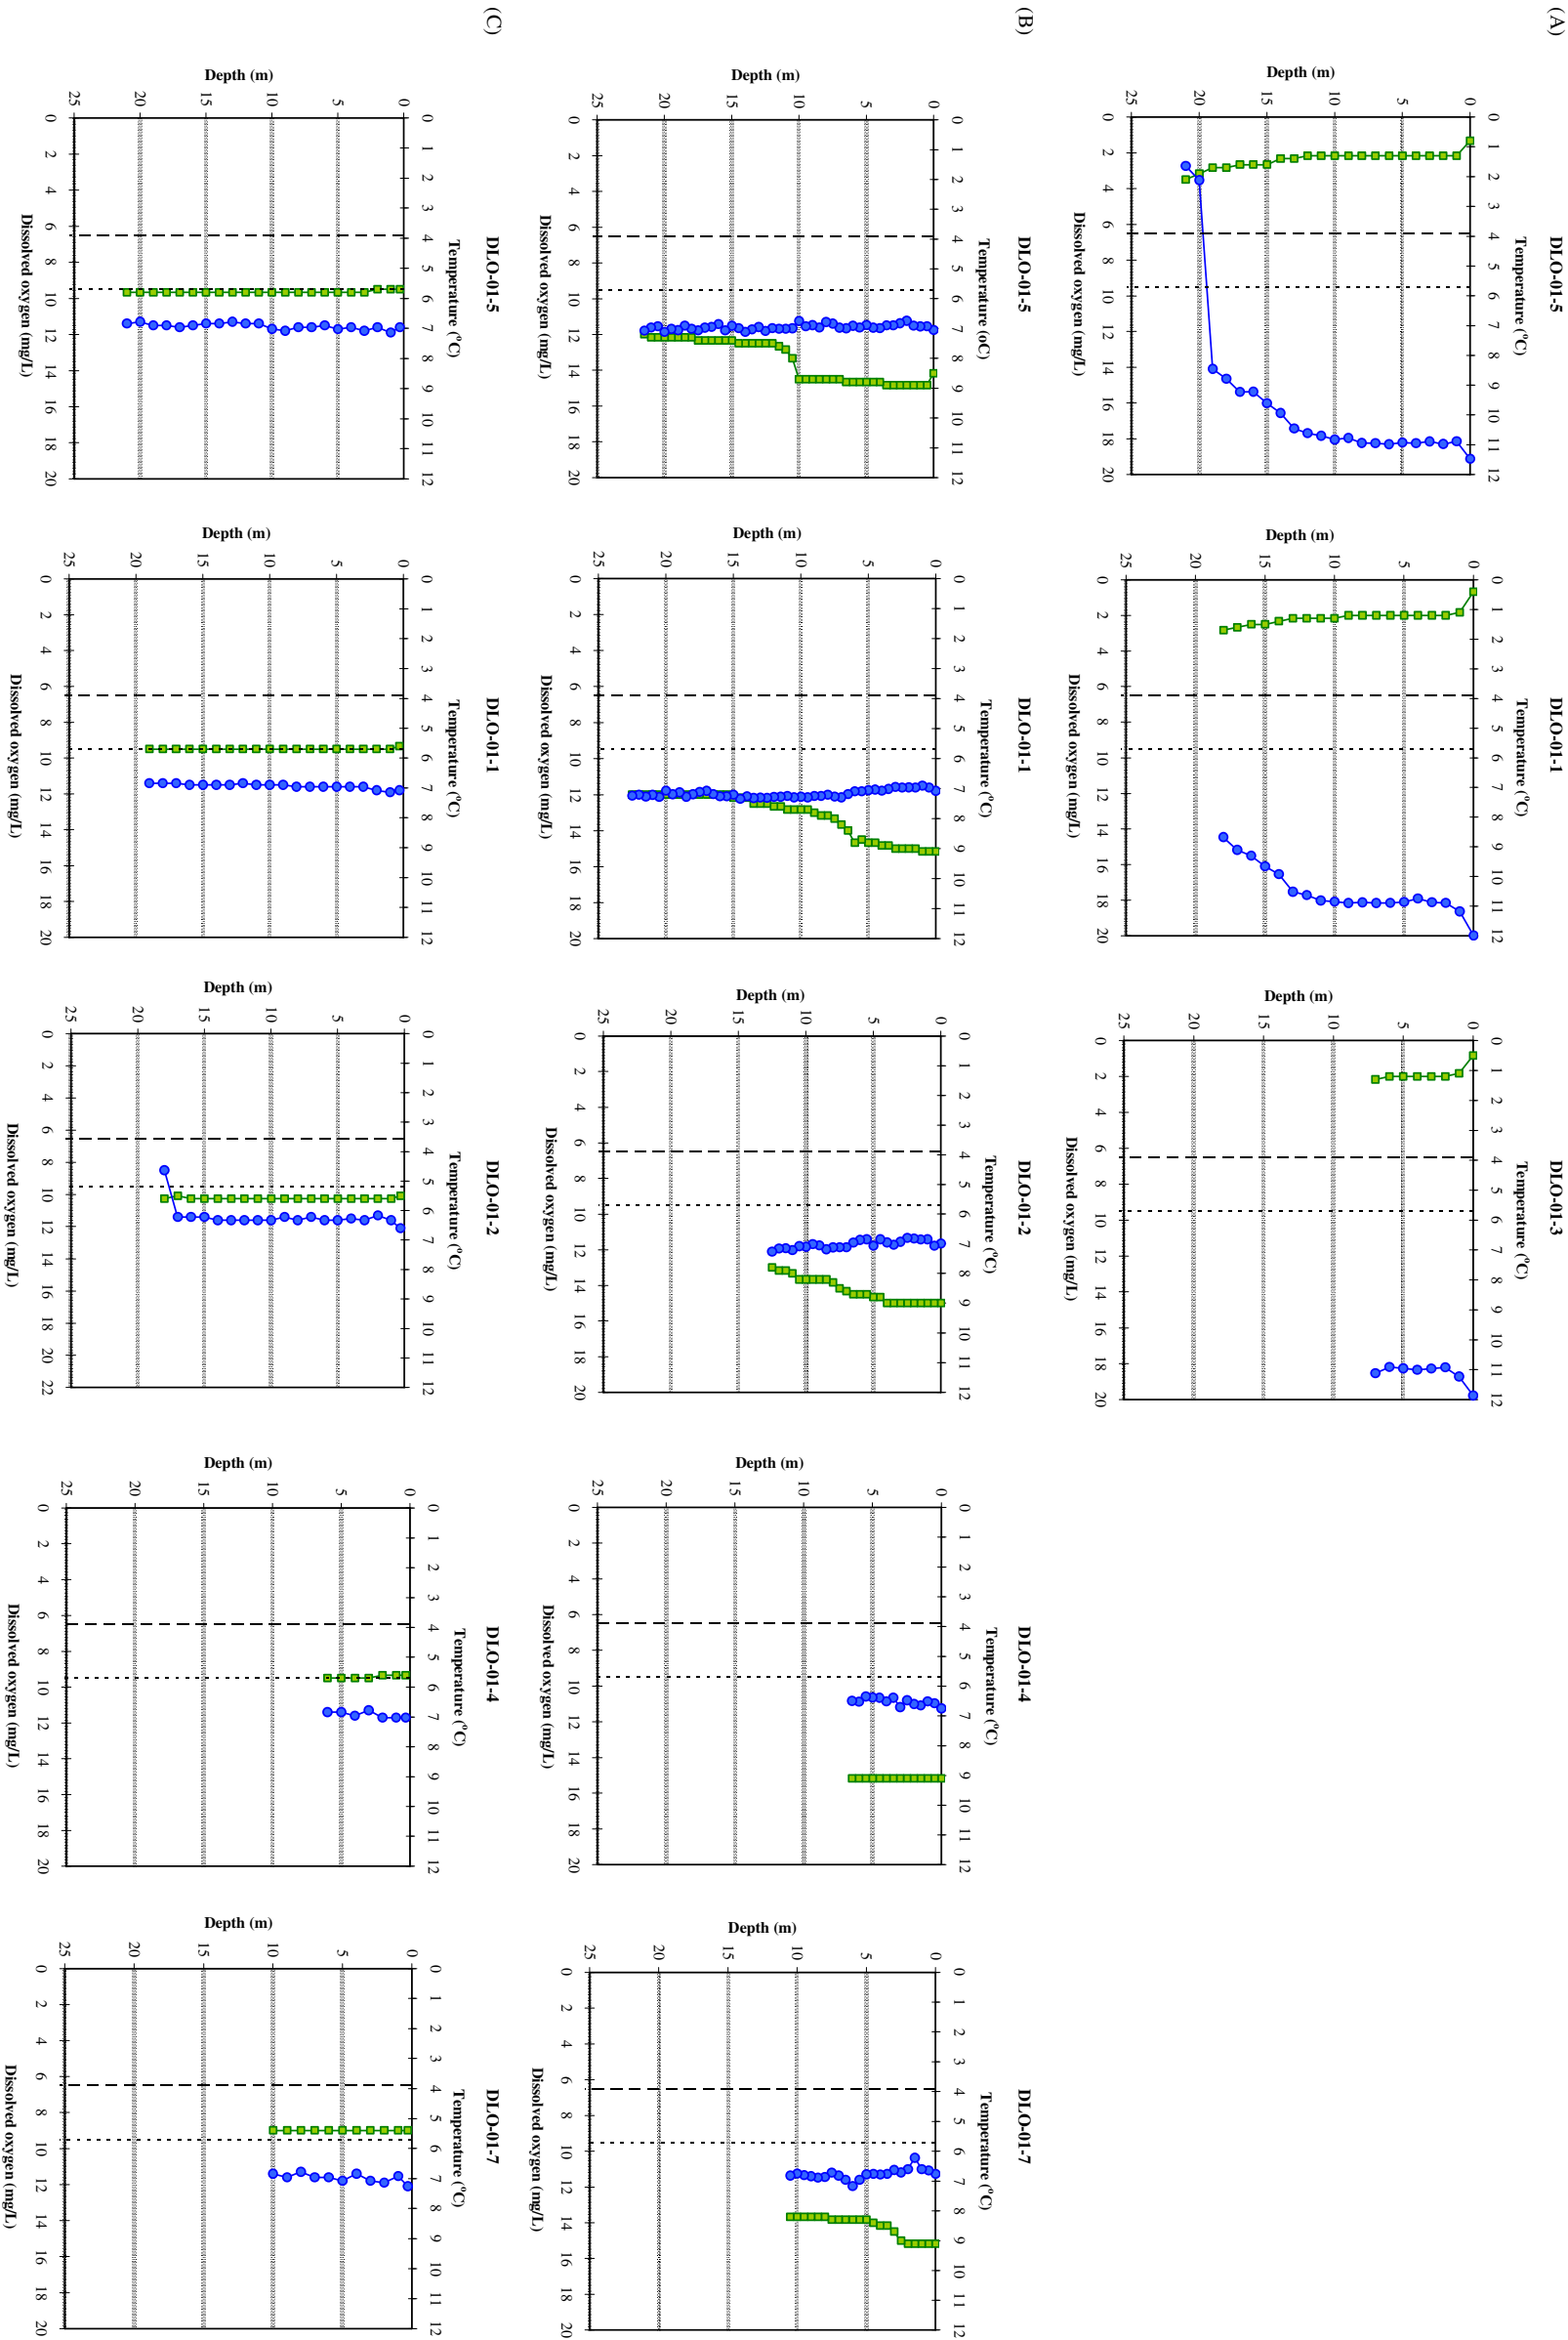 (A)
DLO-01-5
Temperature (°C)
0 1 2 3 4 5 6 7 8 9 10 11 12
Depth (m)
0
5
10
15
20
25
0 2 4 6 8 10 12 14 16 18 20
Dissolved oxygen (mg/L)
DLO-01-1
Temperature (°C)
0 1 2 3 4 5 6 7 8 9 10 11 12
Depth (m)
0
5
10
15
20
25
0 2 4 6 8 10 12 14 16 18 20
Dissolved oxygen (mg/L)
DLO-01-3
Temperature (°C)
0 1 2 3 4 5 6 7 8 9 10 11 12
Depth (m)
0
5
10
15
20
25
0 2 4 6 8 10 12 14 16 18 20
Dissolved oxygen (mg/L)
(B)
DLO-01-5
Temperature (oC)
0 1 2 3 4 5 6 7 8 9 10 11 12
Depth (m)
0
5
10
15
20
25
0 2 4 6 8 10 12 14 16 18 20
Dissolved oxygen (mg/L)
DLO-01-1
Temperature (°C)
0 1 2 3 4 5 6 7 8 9 10 11 12
Depth (m)
0
5
10
15
20
25
0 2 4 6 8 10 12 14 16 18 20
Dissolved oxygen (mg/L)
DLO-01-2
Temperature (°C)
0 1 2 3 4 5 6 7 8 9 10 11 12
Depth (m)
0
5
10
15
20
25
0 2 4 6 8 10 12 14 16 18 20
Dissolved oxygen (mg/L)
DLO-01-4
Temperature (°C)
0 1 2 3 4 5 6 7 8 9 10 11 12
Depth (m)
0
5
10
15
20
25
0 2 4 6 8 10 12 14 16 18 20
Dissolved oxygen (mg/L)
DLO-01-7
Temperature (°C)
0 1 2 3 4 5 6 7 8 9 10 11 12
Depth (m)
0
5
10
15
20
25
0 2 4 6 8 10 12 14 16 18 20
Dissolved oxygen (mg/L)
(C)
DLO-01-5
Temperature (°C)
0 1 2 3 4 5 6 7 8 9 10 11 12
Depth (m)
0
5
10
15
20
25
0 2 4 6 8 10 12 14 16 18 20
Dissolved oxygen (mg/L)
DLO-01-1
Temperature (°C)
0 1 2 3 4 5 6 7 8 9 10 11 12
Depth (m)
0
5
10
15
20
25
0 2 4 6 8 10 12 14 16 18 20
Dissolved oxygen (mg/L)
DLO-01-2
Temperature (°C)
0 1 2 3 4 5 6 7 8 9 10 11 12
Depth (m)
0
5
10
15
20
25
0 2 4 6 8 10 12 14 16 18 20 22
Dissolved oxygen (mg/L)
DLO-01-4
Temperature (°C)
0 1 2 3 4 5 6 7 8 9 10 11 12
Depth (m)
0
5
10
15
20
25
0 2 4 6 8 10 12 14 16 18 20
Dissolved oxygen (mg/L)
DLO-01-7
Temperature (°C)
0 1 2 3 4 5 6 7 8 9 10 11 12
Depth (m)
0
5
10
15
20
25
0 2 4 6 8 10 12 14 16 18 20
Dissolved oxygen (mg/L)